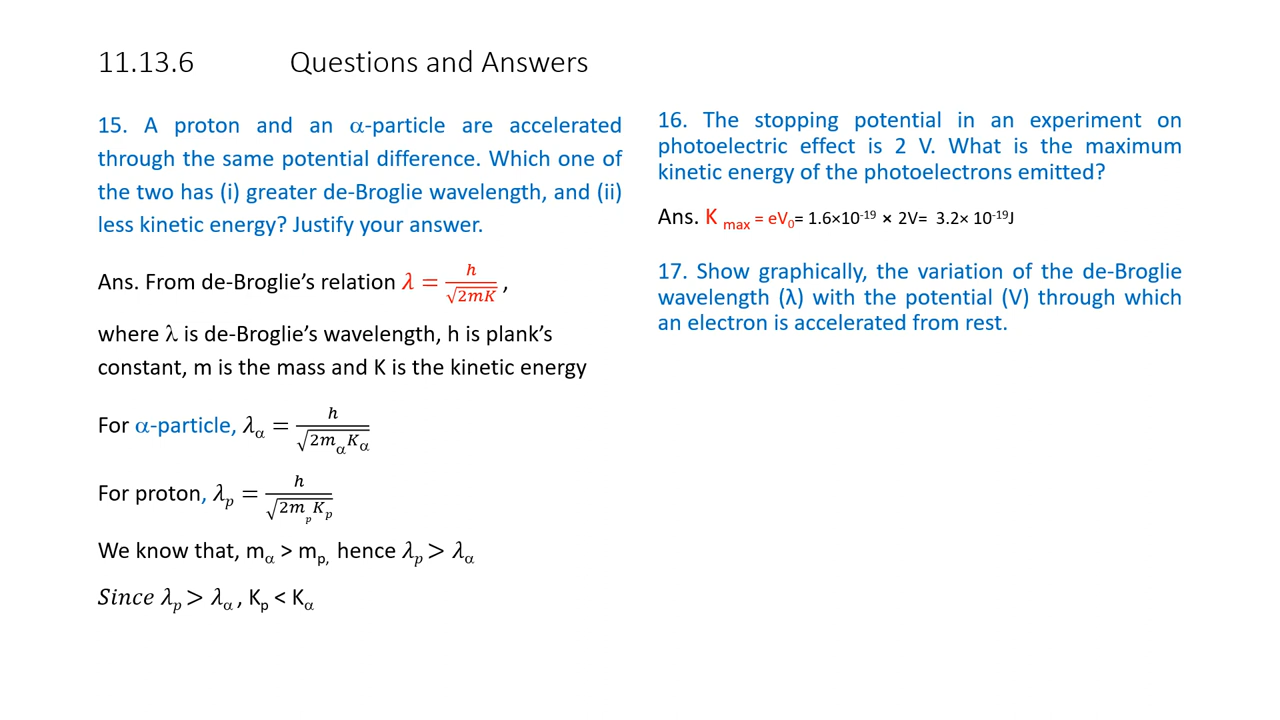 11.13.6 Questions and Answers
15. A proton and an α-particle are accelerated
through the same potential difference. Which one of
the two has (i) greater de-Broglie wavelength, and (ii)
less kinetic energy? Justify your answer.
Ans. From de-Broglie’s relation λ = h/√2mK ,
where λ is de-Broglie’s wavelength, h is plank’s
constant, m is the mass and K is the kinetic energy
For α-particle, λα = h/√2mαKα
For proton, λp = h/√2mpKp
We know that, mα > mp, hence λp > λα
Since λp > λα , Kp < Kα
16. The stopping potential in an experiment on
photoelectric effect is 2 V. What is the maximum
kinetic energy of the photoelectrons emitted?
Ans. K max = eV0= 1.6×10-19 × 2V= 3.2× 10-19J
17. Show graphically, the variation of the de-Broglie
wavelength (λ) with the potential (V) through which
an electron is accelerated from rest.